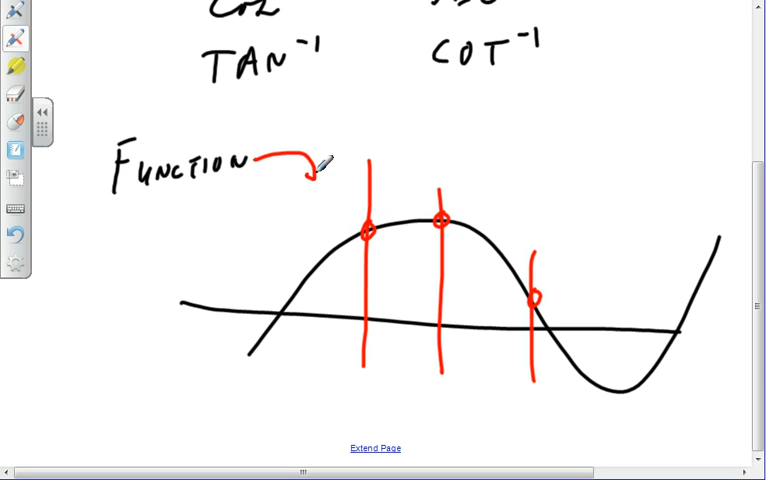 TAN⁻¹ COT⁻¹
FUNCTION
Extend Page